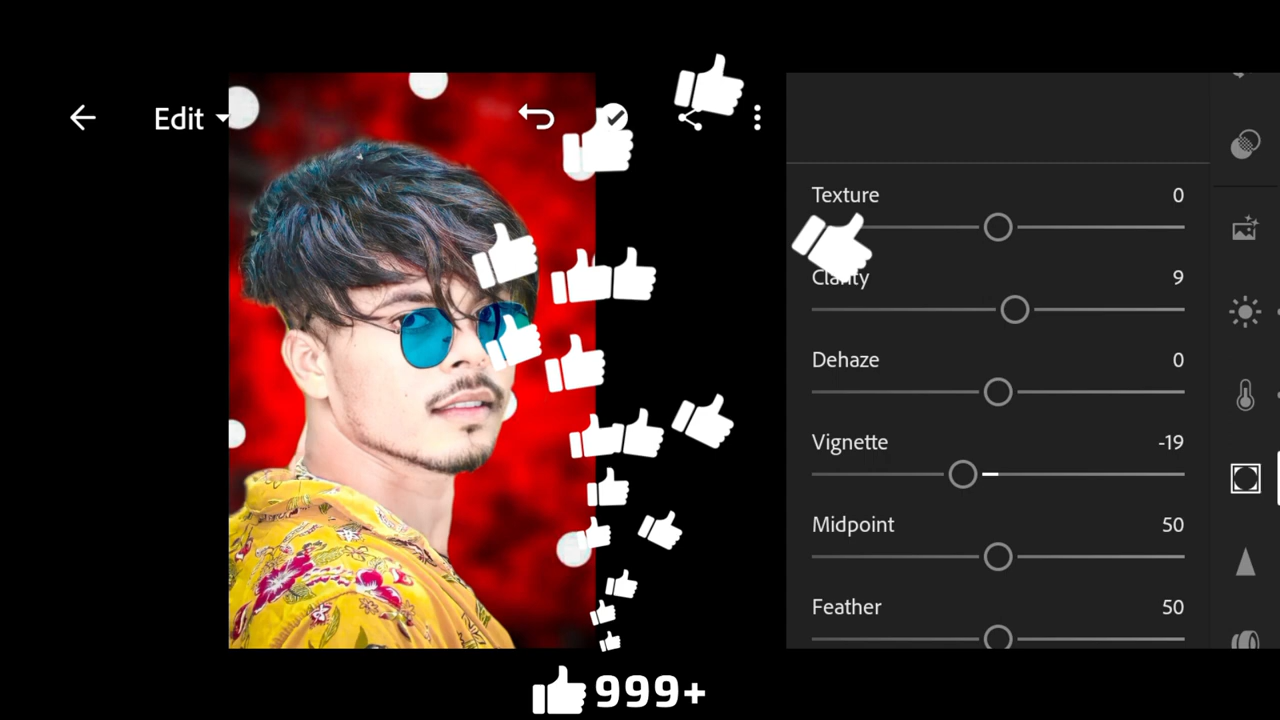 Edit
Texture 0
Clarity 9
Dehaze 0
Vignette -19
Midpoint 50
Feather 50
999+